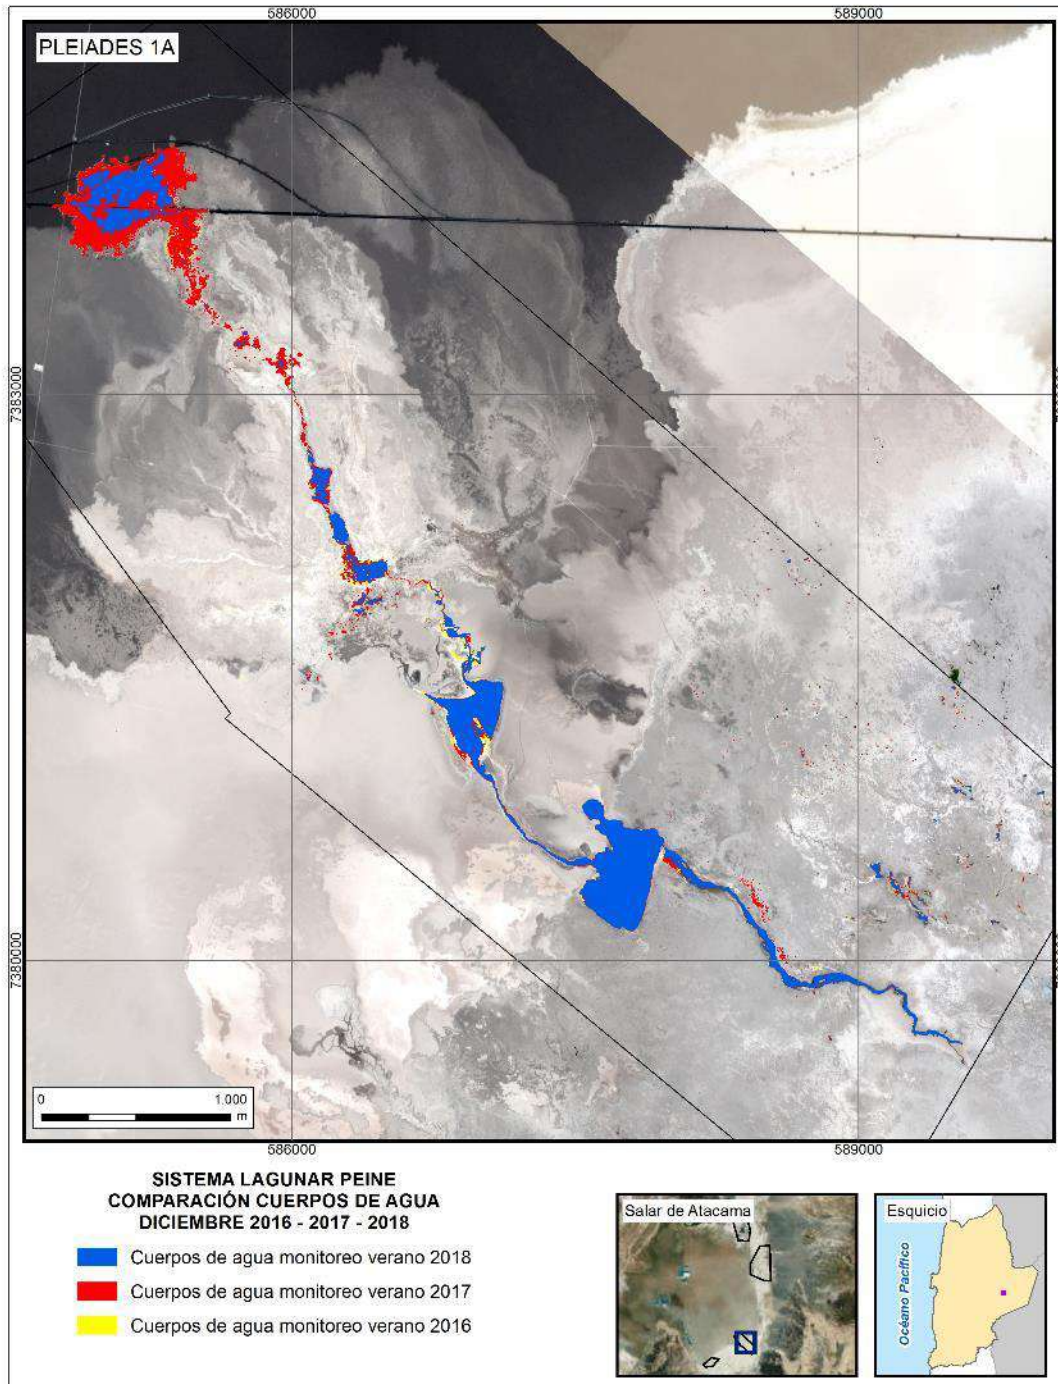 586000
589000
PLEIADES 1A
7383000
7380000
0
1.000
m
586000
589000
SISTEMA LAGUNAR PEINE
COMPARACIÓN CUERPOS DE AGUA
DICIEMBRE 2016 - 2017 - 2018
Cuerpos de agua monitoreo verano 2018
Cuerpos de agua monitoreo verano 2017
Cuerpos de agua monitoreo verano 2016
Salar de Atacama
Esquicio
Océano Pacífico